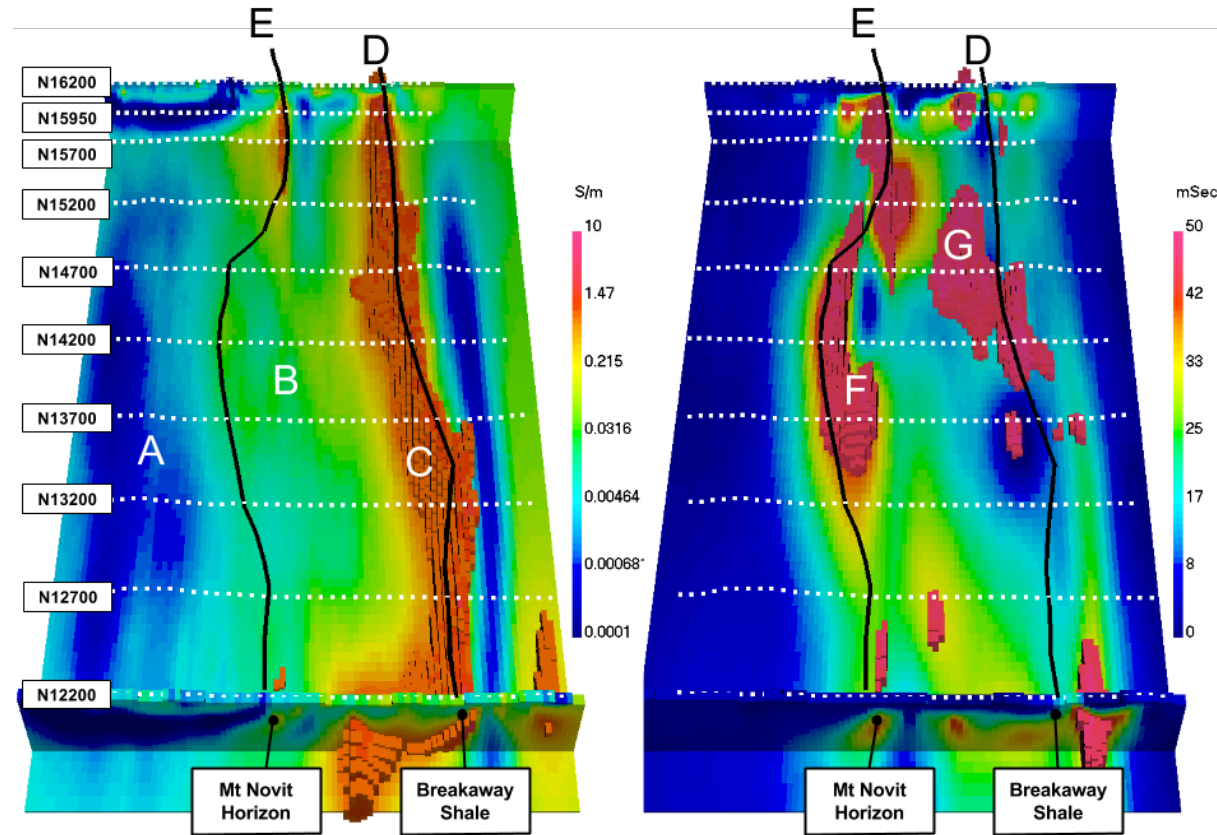 E
D
E
D
N16200
N15950
N15700
N15200
N14700
N14200
N13700
N13200
N12700
N12200
A
B
C
S/m
10
1.47
0.215
0.0316
0.00464
0.00068*
0.0001
F
G
mSec
50
42
33
25
17
8
0
Mt Novit
Horizon
Breakaway
Shale
Mt Novit
Horizon
Breakaway
Shale